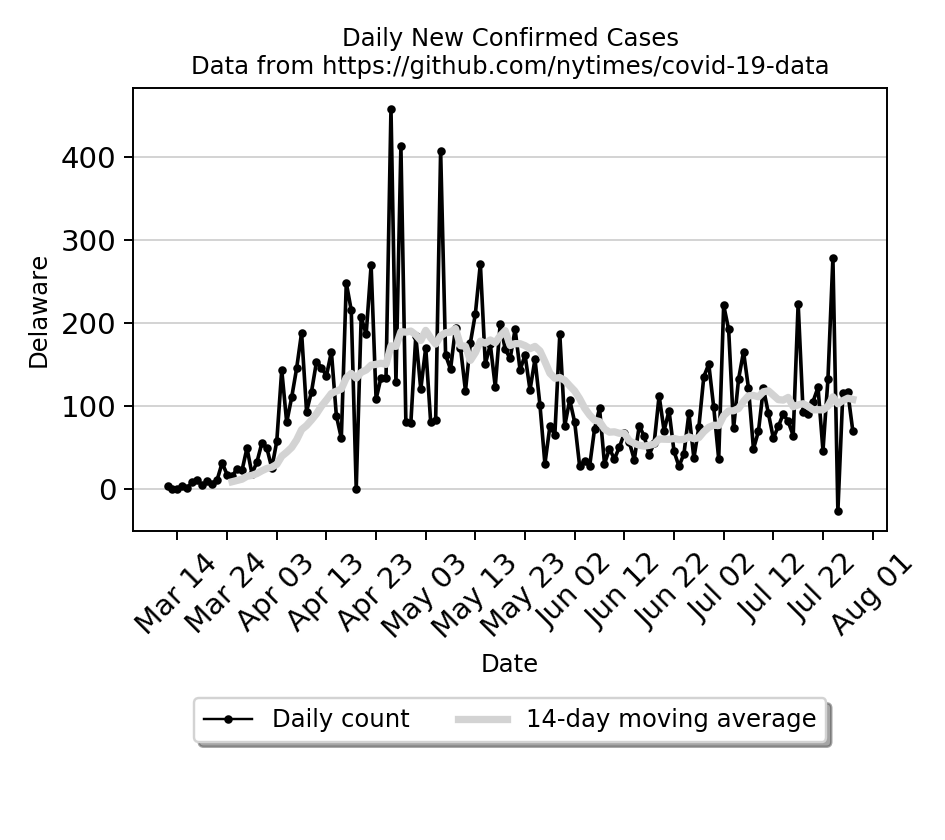 Daily New Confirmed Cases
Data from https://github.com/nytimes/covid-19-data
Delaware
400
300
200
100
0
Mar 14
Mar 24
Apr 03
Apr 13
Apr 23
May 03
May 13
May 23
Jun 02
Jun 12
Jun 22
Jul 02
Jul 12
Jul 22
Aug 01
Date
Daily count
14-day moving average